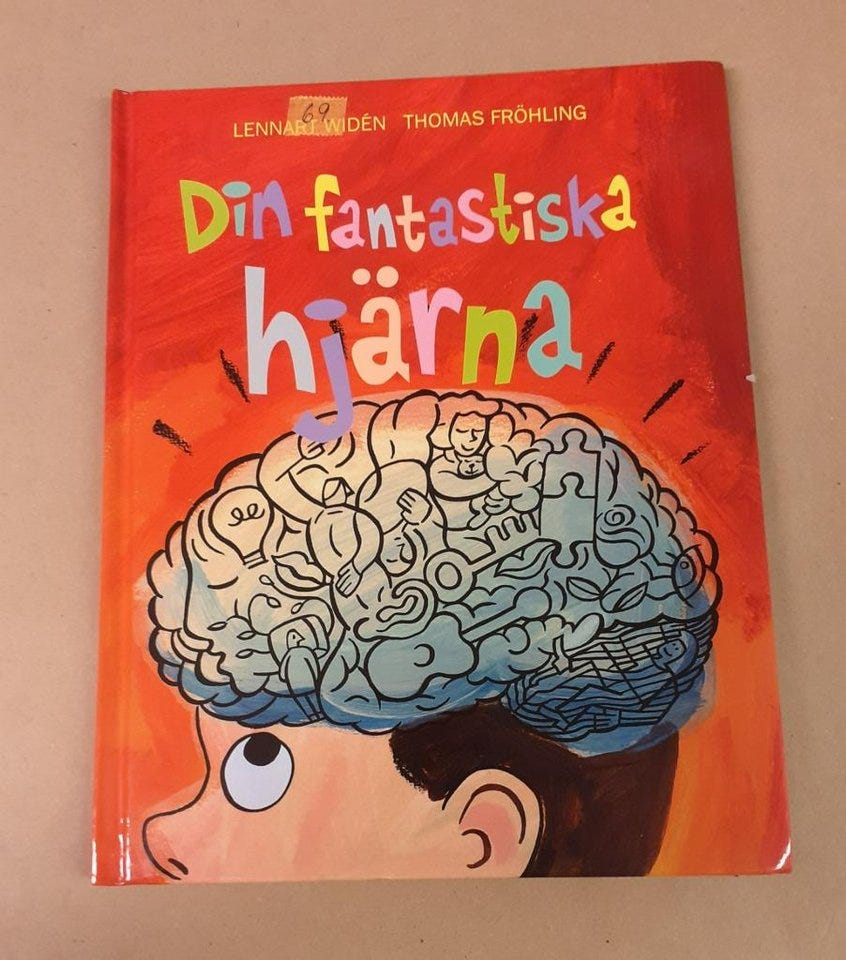 69
LENNART WIDÉN THOMAS FRÖHLING
Din fantastiska
hjärna